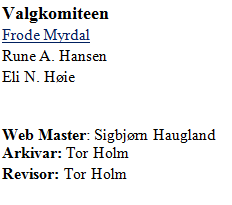 Valgkomiteen
Frode Myrdal
Rune A. Hansen
Eli N. Høie
Web Master: Sigbjørn Haugland
Arkivar: Tor Holm
Revisor: Tor Holm